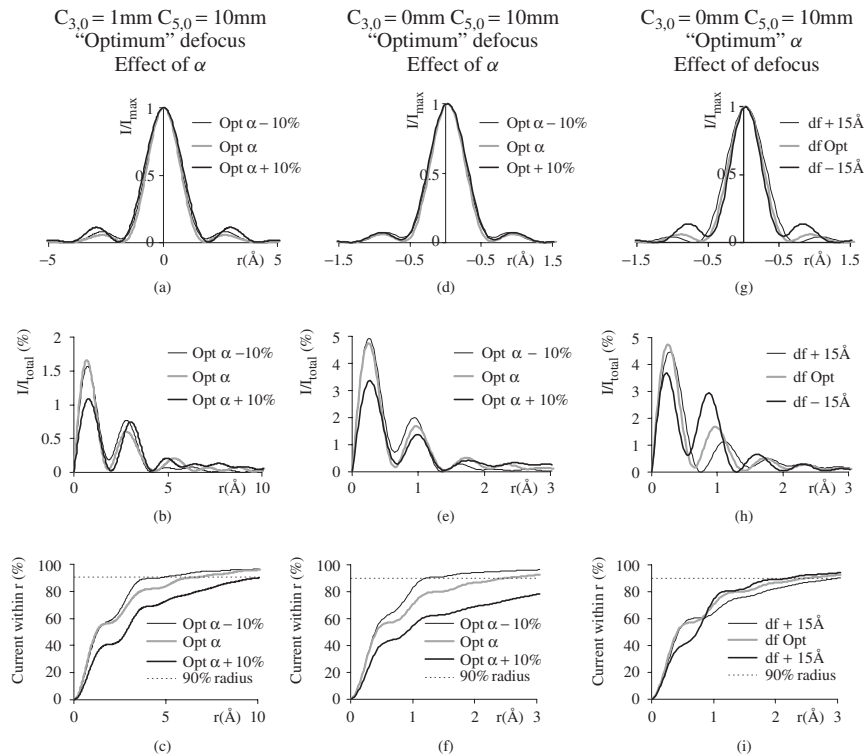 C3,0 = 1mm C5,0 = 10mm
"Optimum" defocus
Effect of α
C3,0 = 0mm C5,0 = 10mm
"Optimum" defocus
Effect of α
C3,0 = 0mm C5,0 = 10mm
"Optimum" α
Effect of defocus
I/Imax
1
0.5
0
Opt α − 10%
Opt α
Opt α + 10%
−5
0
5
r(Å)
(a)
I/Imax
1
0.5
0
Opt α − 10%
Opt α
Opt + 10%
−1.5
−0.5
−0.5
r(Å)
1.5
(d)
I/Imax
1
0.5
0
df + 15Å
df Opt
df − 15Å
−1.5
−0.5
−0.5
r(Å)
1.5
(g)
I/Itotal (%)
2
1.5
1
0.5
0
Opt α −10%
Opt α
Opt α + 10%
0
5
r(Å)
10
(b)
I/Itotal (%)
5
4
3
2
1
0
Opt α − 10%
Opt α
Opt α + 10%
0
1
2
r(Å)
3
(e)
I/Itotal (%)
5
4
3
2
1
0
df + 15Å
df Opt
df − 15Å
0
1
2
r(Å)
3
(h)
Current within r (%)
100
80
60
40
20
0
Opt α − 10%
Opt α
Opt α + 10%
90% radius
0
5
r(Å)
10
(c)
Current within r (%)
100
80
60
40
20
0
Opt α − 10%
Opt α
Opt α + 10%
90% radius
0
1
2
r(Å)
3
(f)
Current within r (%)
100
80
60
40
20
0
df + 15Å
df Opt
df + 15Å
90% radius
0
1
2
r(Å)
3
(i)